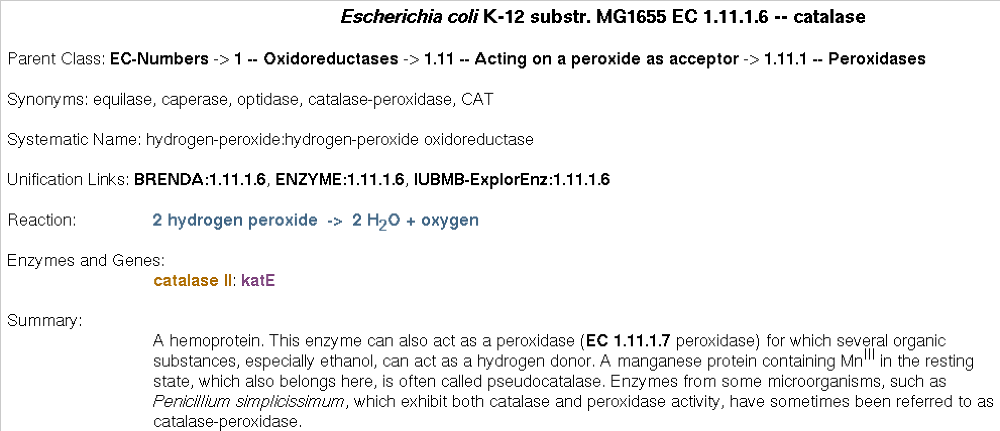 Escherichia coli K-12 substr. MG1655 EC 1.11.1.6 -- catalase
Parent Class: EC-Numbers -> 1 -- Oxidoreductases -> 1.11 -- Acting on a peroxide as acceptor -> 1.11.1 -- Peroxidases
Synonyms: equilase, caperase, optidase, catalase-peroxidase, CAT
Systematic Name: hydrogen-peroxide:hydrogen-peroxide oxidoreductase
Unification Links: BRENDA:1.11.1.6, ENZYME:1.11.1.6, IUBMB-ExplorEnz:1.11.1.6
Reaction: 2 hydrogen peroxide -> 2 H₂O + oxygen
Enzymes and Genes:
catalase II: katE
Summary:
A hemoprotein. This enzyme can also act as a peroxidase (EC 1.11.1.7 peroxidase) for which several organic
substances, especially ethanol, can act as a hydrogen donor. A manganese protein containing Mn^III in the resting
state, which also belongs here, is often called pseudocatalase. Enzymes from some microorganisms, such as
Penicillium simplicissimum, which exhibit both catalase and peroxidase activity, have sometimes been referred to as
catalase-peroxidase.